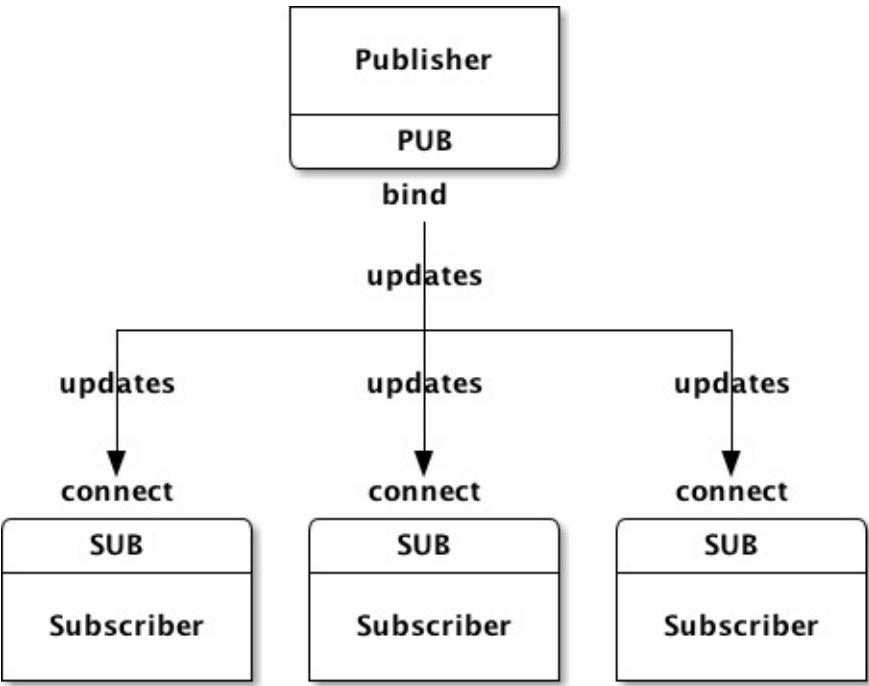 Publisher
PUB
bind
updates
updates updates updates
connect connect connect
SUB SUB SUB
Subscriber Subscriber Subscriber